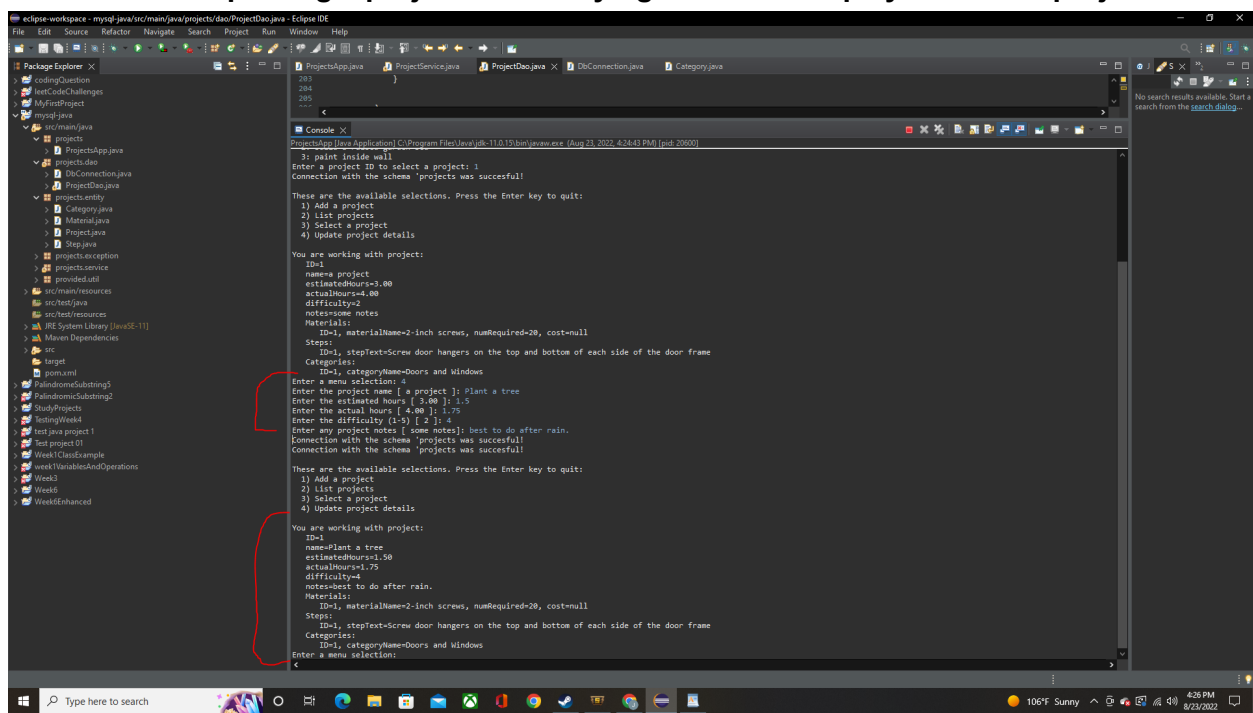 eclipse-workspace - mysql-java/src/main/java/projects/dao/ProjectDao.java - Eclipse IDE
File Edit Source Refactor Navigate Search Project Run Window Help
Package Explorer
codingQuestion
leetCodeChallenges
MyFirstProject
mysql-java
src/main/java
projects
ProjectsApp.java
projects.dao
DbConnection.java
ProjectDao.java
projects.entity
Category.java
Material.java
Project.java
Step.java
projects.exception
projects.service
provided.util
src/main/resources
src/test/java
src/test/resources
JRE System Library [JavaSE-11]
Maven Dependencies
src
target
pom.xml
PalindromeSubstring5
PalindromicSubstring2
StudyProjects
TestingWeek4
test java project 1
Test project 01
Week1ClassExample
week1VariablesAndOperations
Week3
Week6
Week6Enhanced
ProjectsApp.java ProjectService.java ProjectDao.java DbConnection.java Category.java
203 }
204
205
Console
ProjectsApp [Java Application] C:\Program Files\Java\jdk-11.0.15\bin\javaw.exe (Aug 23, 2022, 4:24:43 PM) [pid: 20600]
3: paint inside wall
Enter a project ID to select a project: 1
Connection with the schema 'projects was succesful!
These are the available selections. Press the Enter key to quit:
1) Add a project
2) List projects
3) Select a project
4) Update project details
You are working with project:
ID=1
name=a project
estimatedHours=3.00
actualHours=4.00
difficulty=2
notes=some notes
Materials:
ID=1, materialName=2-inch screws, numRequired=20, cost=null
Steps:
ID=1, stepText=Screw door hangers on the top and bottom of each side of the door frame
Categories:
ID=1, categoryName=Doors and Windows
Enter a menu selection: 4
Enter the project name [ a project ]: Plant a tree
Enter the estimated hours [ 3.00 ]: 1.5
Enter the actual hours [ 4.00 ]: 1.75
Enter the difficulty (1-5) [ 2 ]: 4
Enter any project notes [ some notes]: best to do after rain.
Connection with the schema 'projects was succesful!
Connection with the schema 'projects was succesful!
These are the available selections. Press the Enter key to quit:
1) Add a project
2) List projects
3) Select a project
4) Update project details
You are working with project:
ID=1
name=Plant a tree
estimatedHours=1.50
actualHours=1.75
difficulty=4
notes=best to do after rain.
Materials:
ID=1, materialName=2-inch screws, numRequired=20, cost=null
Steps:
ID=1, stepText=Screw door hangers on the top and bottom of each side of the door frame
Categories:
ID=1, categoryName=Doors and Windows
Enter a menu selection:
No search results available. Start a
search from the search dialog...
Type here to search
106°F Sunny
4:26 PM
8/23/2022